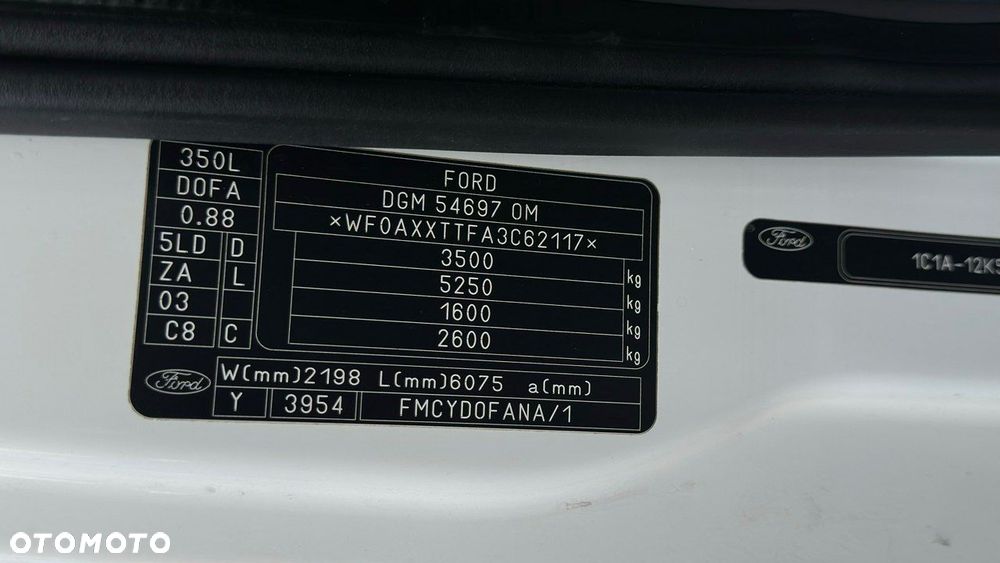 350L
DOFA
0.88
5LD D
ZA L
03
C8 C
FORD
DGM 54697 0M
×WF0AXXTTFA3C62117×
3500 kg
5250 kg
1600 kg
2600 kg
Ford
W(mm)2198 L(mm)6075 a(mm)
Y 3954 FMCYDOFANA/1
Ford
1C1A-12K
OTOMOTO